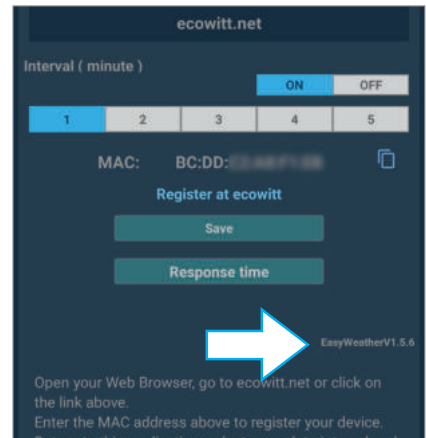 ecowitt.net
Interval ( minute )
ON OFF
1 2 3 4 5
MAC: BC:DD:
Register at ecowitt
Save
Response time
EasyWeatherV1.5.6
Open your Web Browser, go to ecowitt.net or click on
the link above.
Enter the MAC address above to register your device.